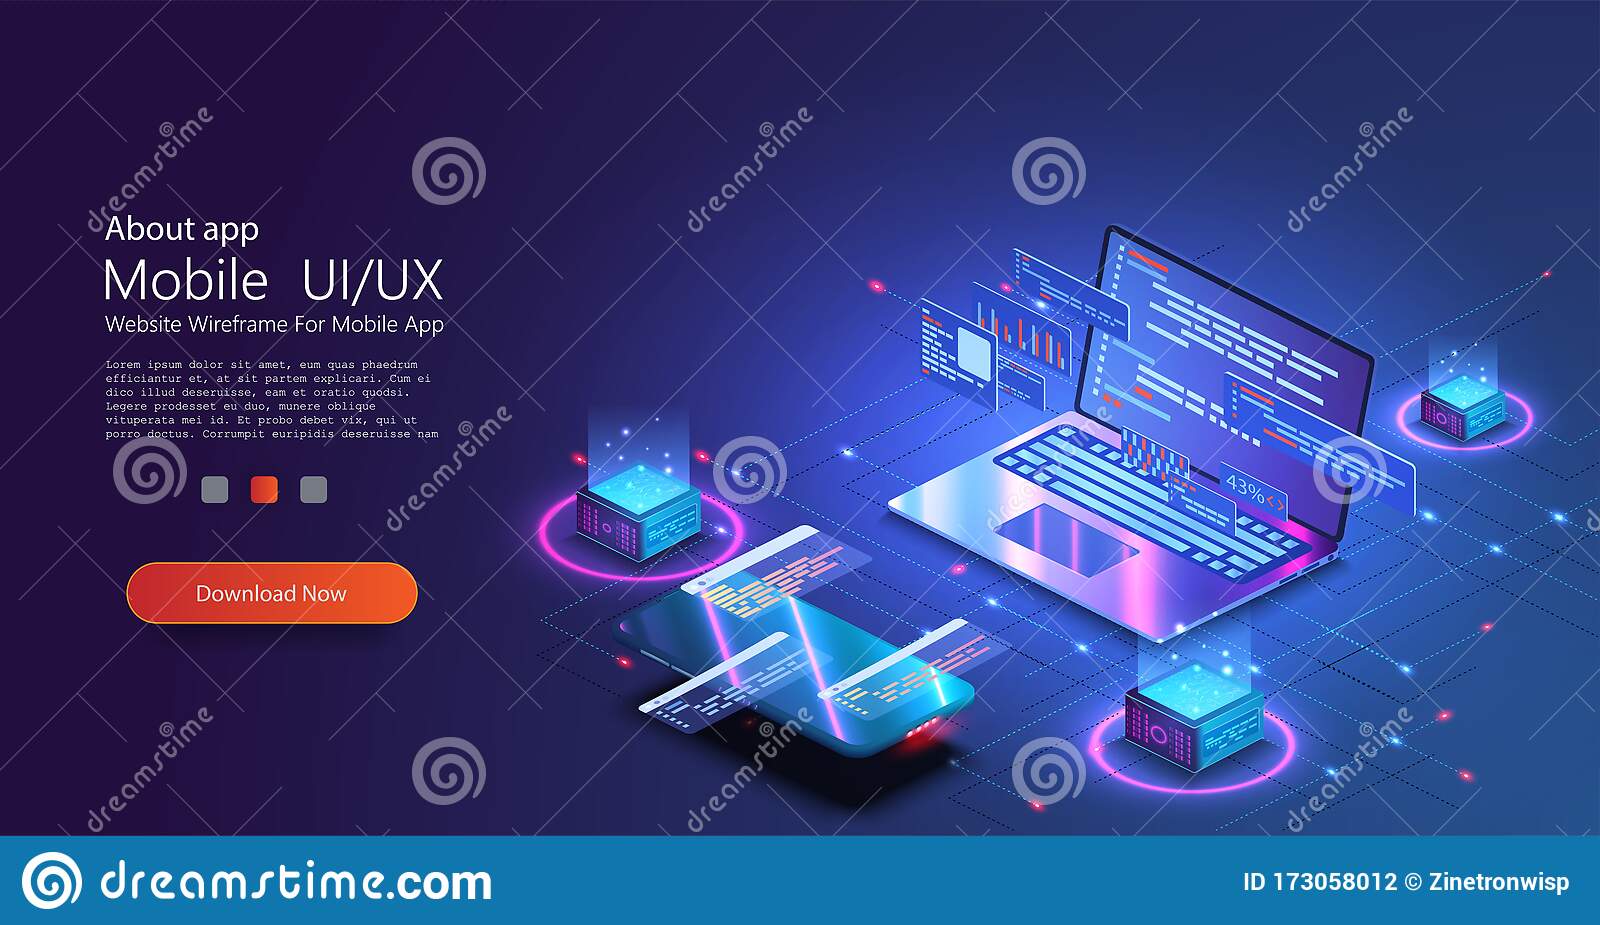 About app
Mobile UI/UX
Website Wireframe For Mobile App
Lorem ipsum dolor sit amet, eum quas phaedrum
efficiantur et, at sit partem explicari. Cum ei
dico illud deseruisse, eam et oratio quodsi.
Legere prodesset eu duo, munere oblique
vituperata mei id. Et probo debet vix, qui ut
porro doctus. Corrumpit euripidis deseruisse nam
Download Now
43%<>
dreamstime
dreamstime
dreamstime
dreamstime
dreamstime
dreamstime
dreamstime
dreamstime
dreamstime.com
ID 173058012 © Zinetronwisp